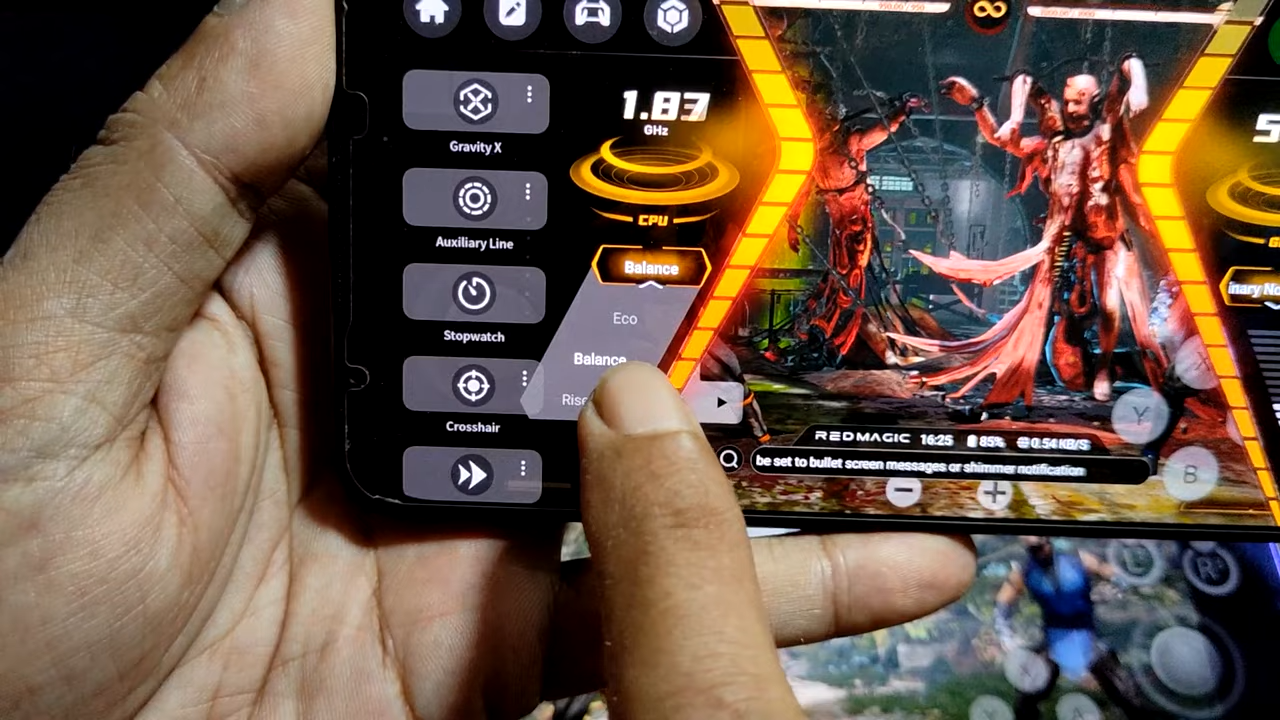 1.83
GHz
CPU
Gravity X
Auxiliary Line
Stopwatch
Crosshair
Balance
Eco
Balance
REDMAGIC 16:25 85% 0.54 KB/S
be set to bullet screen messages or shimmer notification
Y
B
R